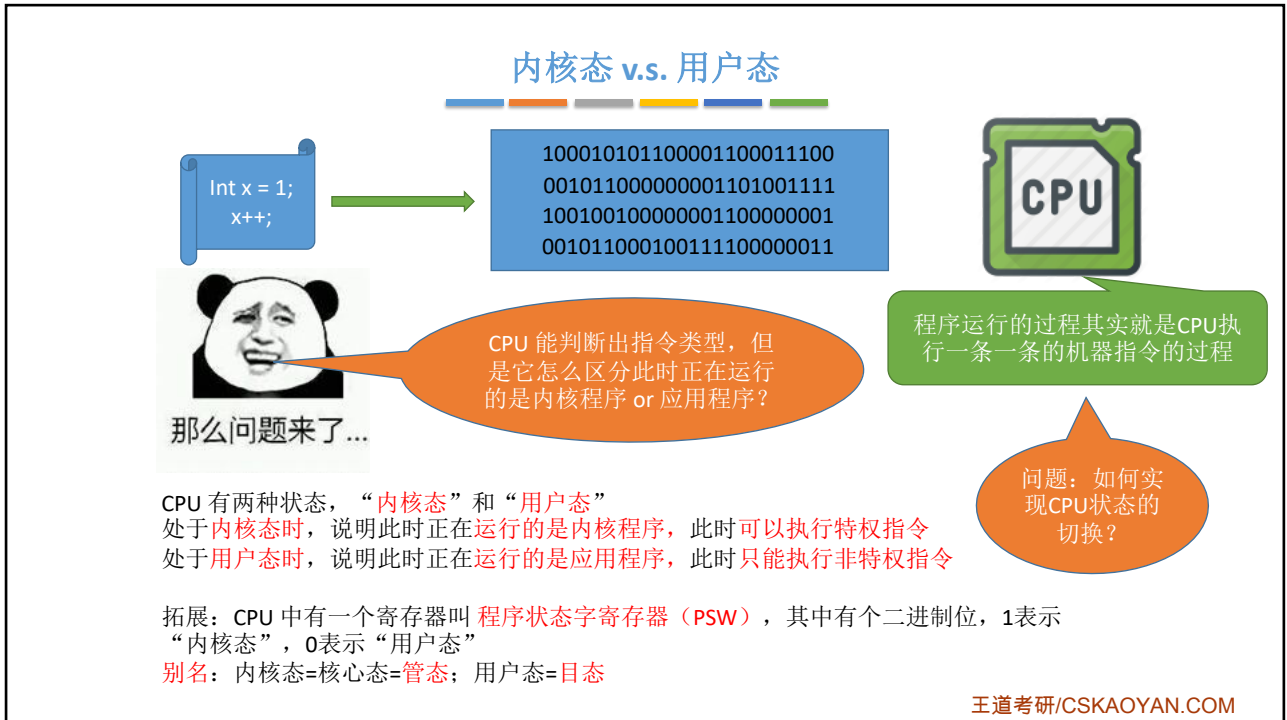 内核态 v.s. 用户态
Int x = 1;
x++;
100010101100001100011100
001011000000001101001111
100100100000001100000001
001011000100111100000011
CPU
程序运行的过程其实就是CPU执
行一条一条的机器指令的过程
CPU 能判断出指令类型，但
是它怎么区分此时正在运行
的是内核程序 or 应用程序？
那么问题来了...
问题：如何实
现CPU状态的
切换？
CPU 有两种状态，“内核态”和“用户态”
处于内核态时，说明此时正在运行的是内核程序，此时可以执行特权指令
处于用户态时，说明此时正在运行的是应用程序，此时只能执行非特权指令
拓展：CPU 中有一个寄存器叫 程序状态字寄存器（PSW），其中有个二进制位，1表示
“内核态”，0表示“用户态”
别名：内核态=核心态=管态；用户态=目态
王道考研/CSKAOYAN.COM